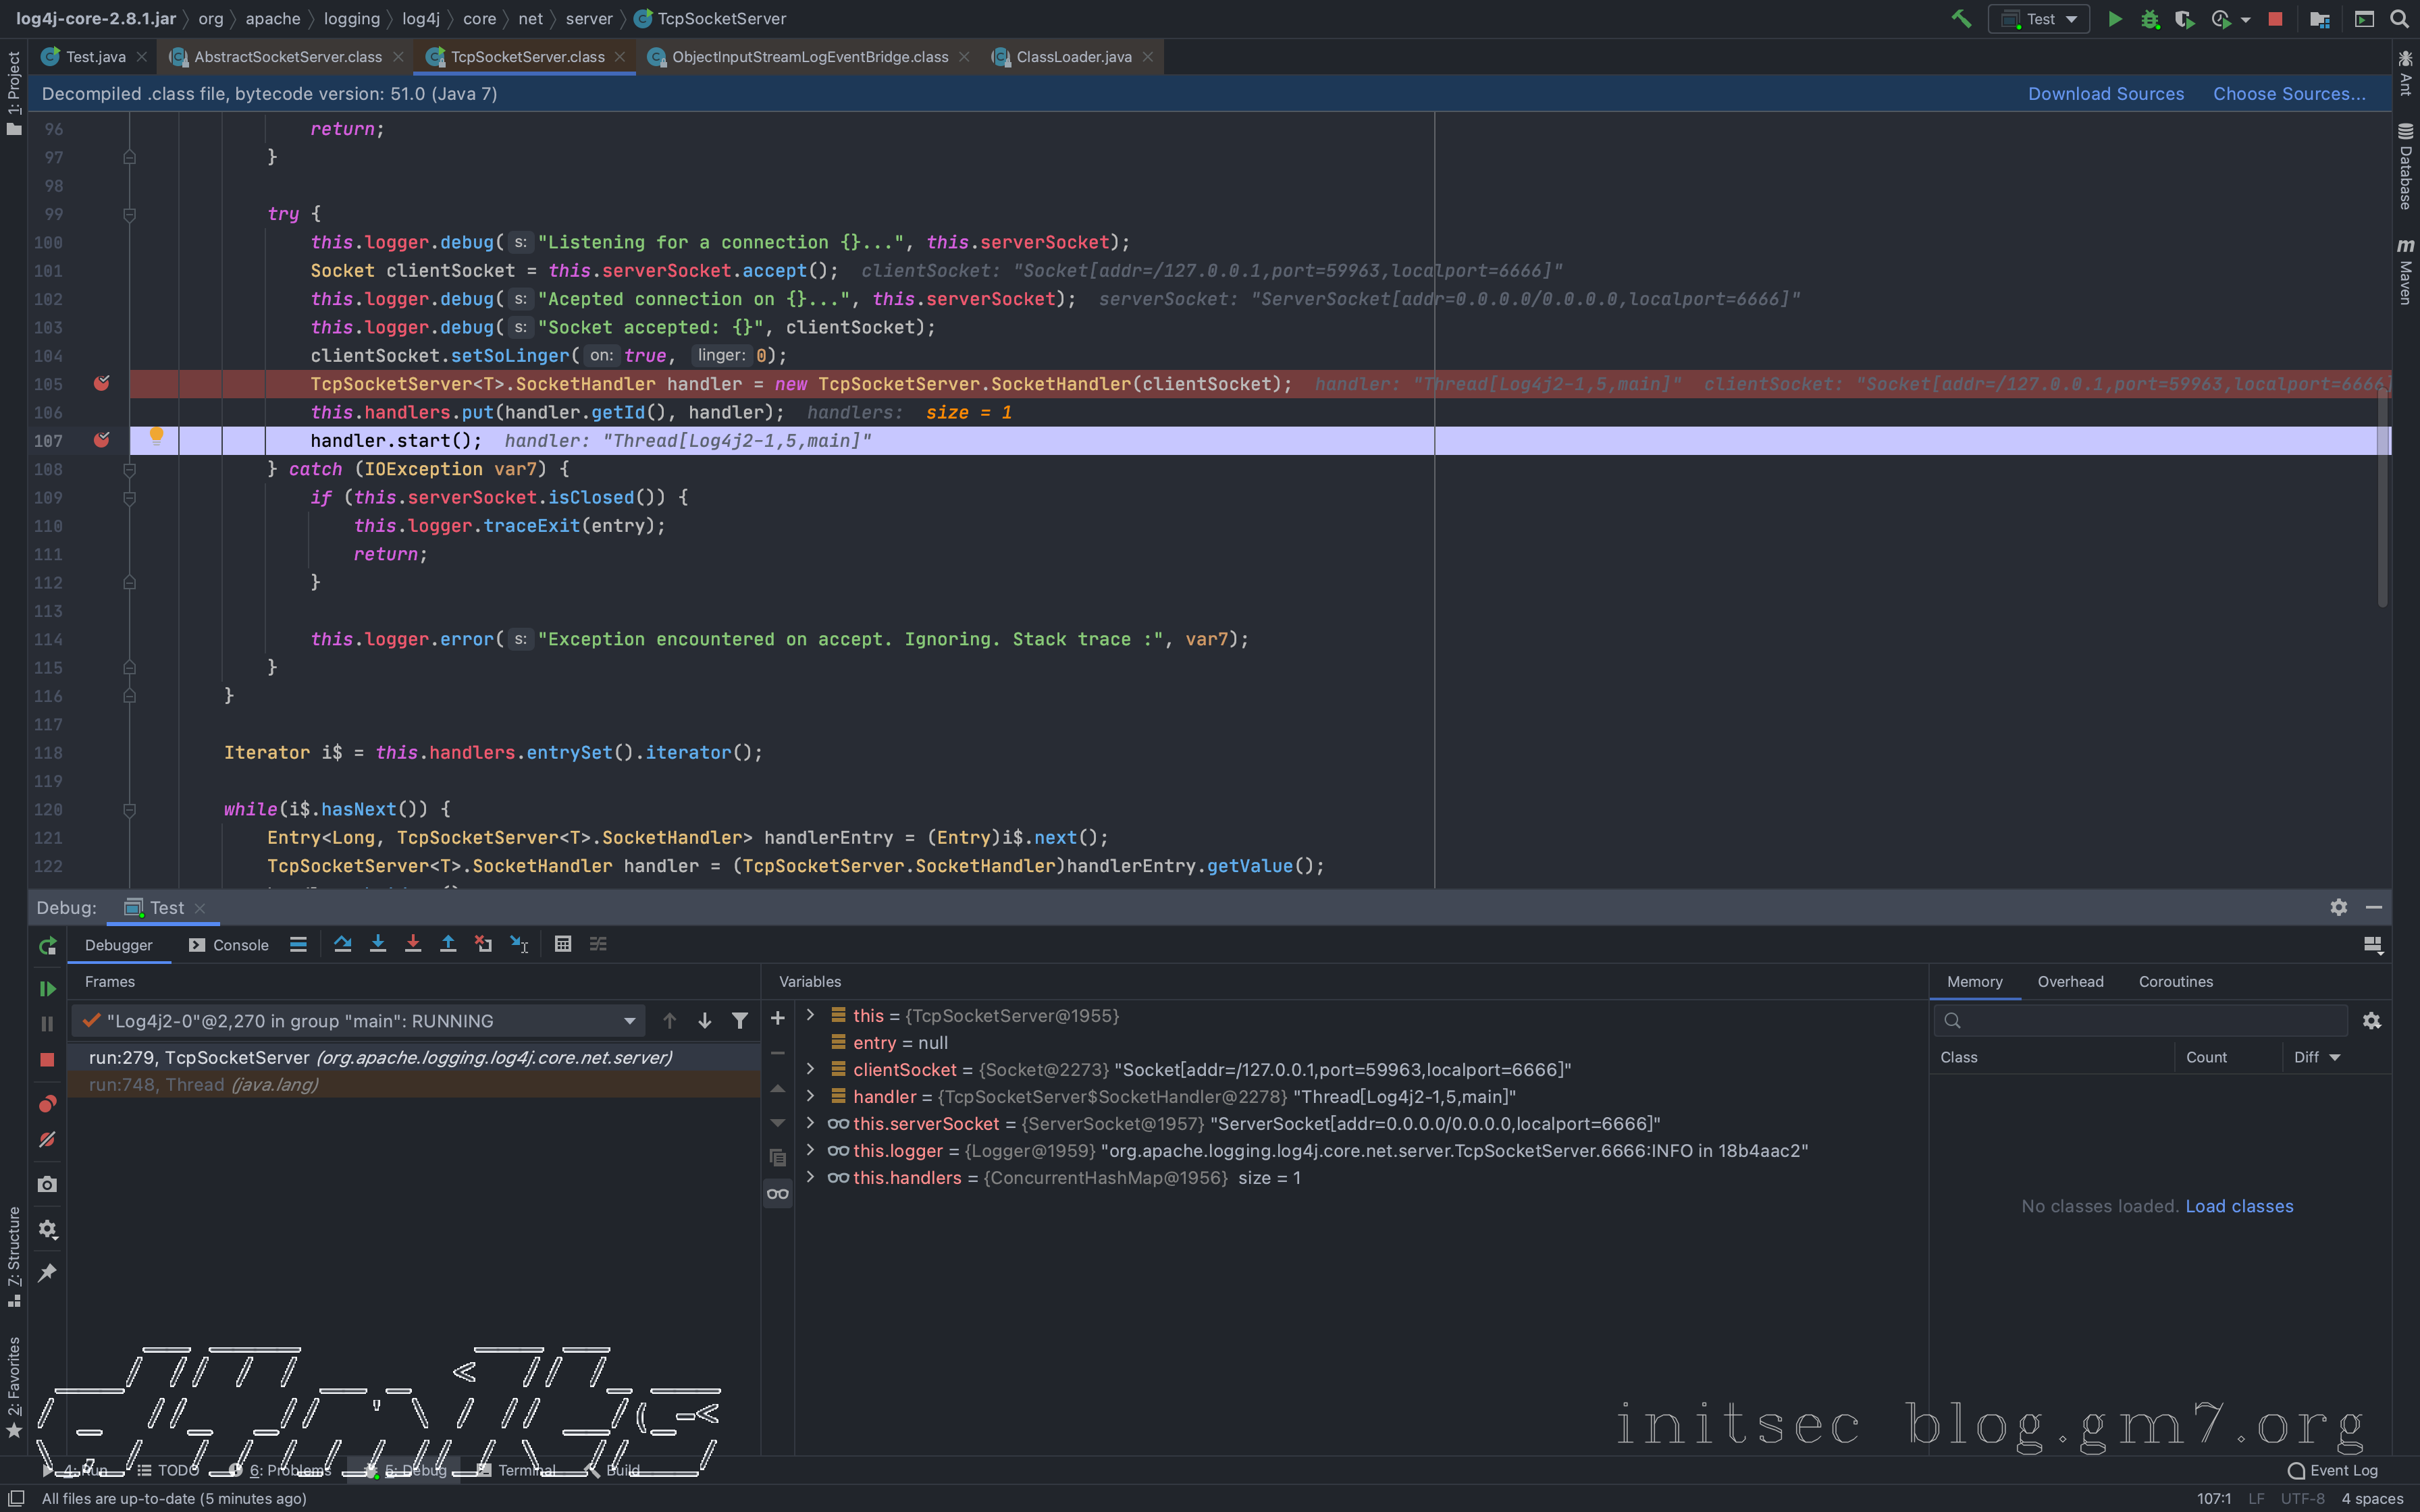 log4j-core-2.8.1.jar 〉 org 〉 apache 〉 logging 〉 log4j 〉 core 〉 net 〉 server 〉 TcpSocketServer
Test
Test.java
AbstractSocketServer.class
TcpSocketServer.class
ObjectInputStreamLogEventBridge.class
ClassLoader.java
Decompiled .class file, bytecode version: 51.0 (Java 7)
Download Sources
Choose Sources...
96 return;
97 }
98
99 try {
100 this.logger.debug( s: "Listening for a connection {}...", this.serverSocket);
101 Socket clientSocket = this.serverSocket.accept(); clientSocket: "Socket[addr=/127.0.0.1,port=59963,localport=6666]"
102 this.logger.debug( s: "Acepted connection on {}...", this.serverSocket); serverSocket: "ServerSocket[addr=0.0.0.0/0.0.0.0,localport=6666]"
103 this.logger.debug( s: "Socket accepted: {}", clientSocket);
104 clientSocket.setSoLinger( on: true, linger: 0);
105 TcpSocketServer<T>.SocketHandler handler = new TcpSocketServer.SocketHandler(clientSocket); handler: "Thread[Log4j2-1,5,main]" clientSocket: "Socket[addr=/127.0.0.1,port=59963,localport=6666]
106 this.handlers.put(handler.getId(), handler); handlers: size = 1
107 handler.start(); handler: "Thread[Log4j2-1,5,main]"
108 } catch (IOException var7) {
109 if (this.serverSocket.isClosed()) {
110 this.logger.traceExit(entry);
111 return;
112 }
113
114 this.logger.error( s: "Exception encountered on accept. Ignoring. Stack trace :", var7);
115 }
116 }
117
118 Iterator i$ = this.handlers.entrySet().iterator();
119
120 while(i$.hasNext()) {
121 Entry<Long, TcpSocketServer<T>.SocketHandler> handlerEntry = (Entry)i$.next();
122 TcpSocketServer<T>.SocketHandler handler = (TcpSocketServer.SocketHandler)handlerEntry.getValue();
1: Project
7: Structure
2: Favorites
Ant
Database
m Maven
Debug: Test
Debugger
Console
Frames
"Log4j2-0"@2,270 in group "main": RUNNING
run:279, TcpSocketServer (org.apache.logging.log4j.core.net.server)
run:748, Thread (java.lang)
Variables
this = {TcpSocketServer@1955}
entry = null
clientSocket = {Socket@2273} "Socket[addr=/127.0.0.1,port=59963,localport=6666]"
handler = {TcpSocketServer$SocketHandler@2278} "Thread[Log4j2-1,5,main]"
this.serverSocket = {ServerSocket@1957} "ServerSocket[addr=0.0.0.0/0.0.0.0,localport=6666]"
this.logger = {Logger@1959} "org.apache.logging.log4j.core.net.server.TcpSocketServer.6666:INFO in 18b4aac2"
this.handlers = {ConcurrentHashMap@1956} size = 1
Memory
Overhead
Coroutines
Class
Count
Diff
No classes loaded. Load classes
initsec blog.gm7.org
4: Run
TODO
6: Problems
5: Debug
Terminal
Build
Event Log
All files are up-to-date (5 minutes ago)
107:1
LF
UTF-8
4 spaces